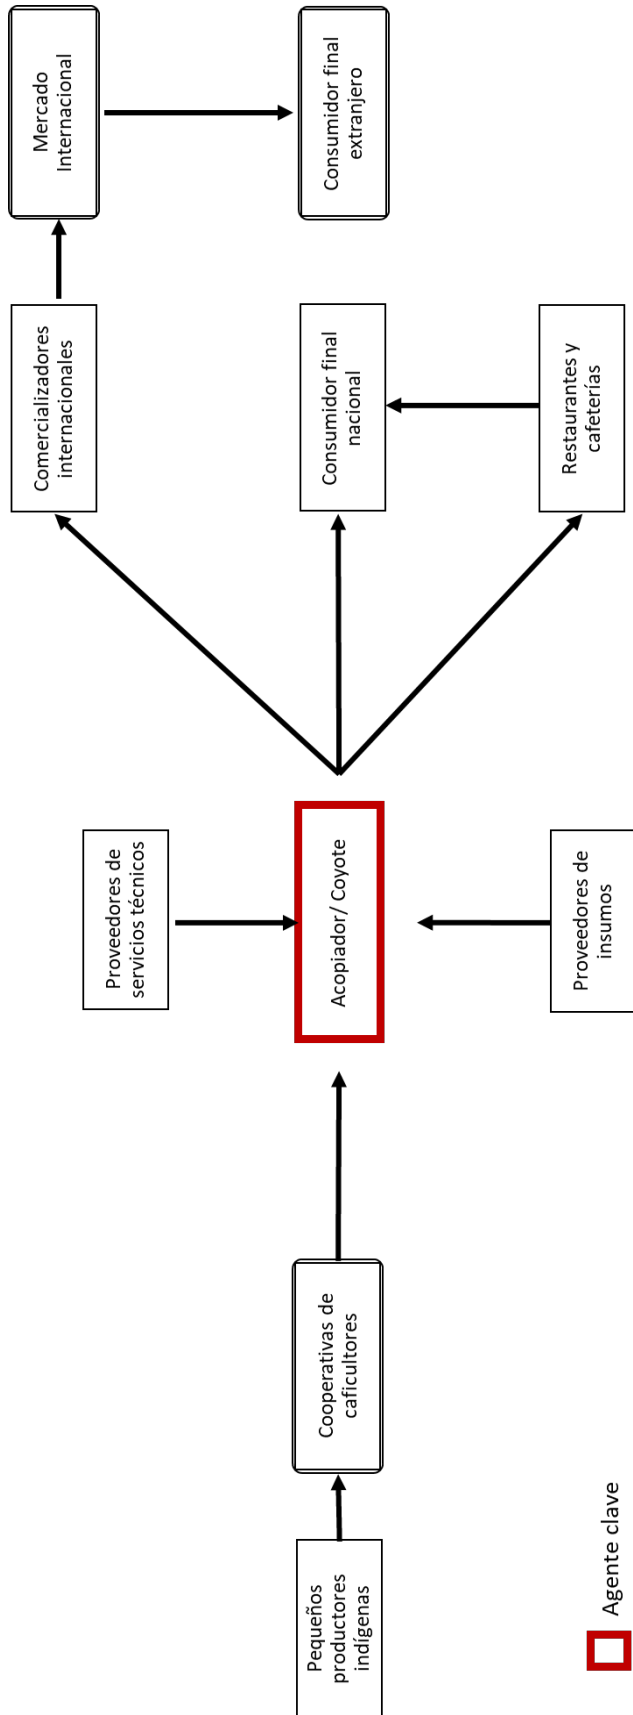 Pequeños
productores
indígenas
Cooperativas de
caficultores
Proveedores de
servicios técnicos
Acopiador/ Coyote
Proveedores de
insumos
Comercializadores
internacionales
Consumidor final
nacional
Restaurantes y
cafeterías
Mercado
Internacional
Consumidor final
extranjero
Agente clave